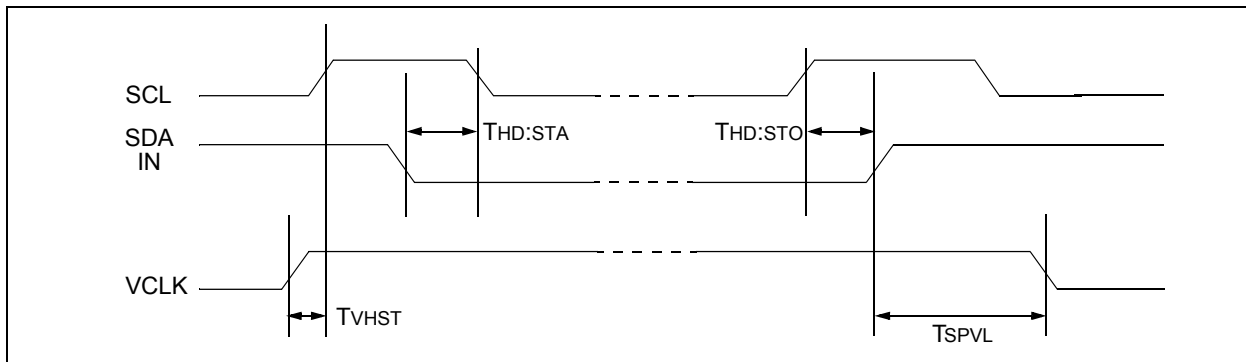 SCL
THD:STA
THD:STO
SDA
IN
VCLK
TVHST
TSPVL